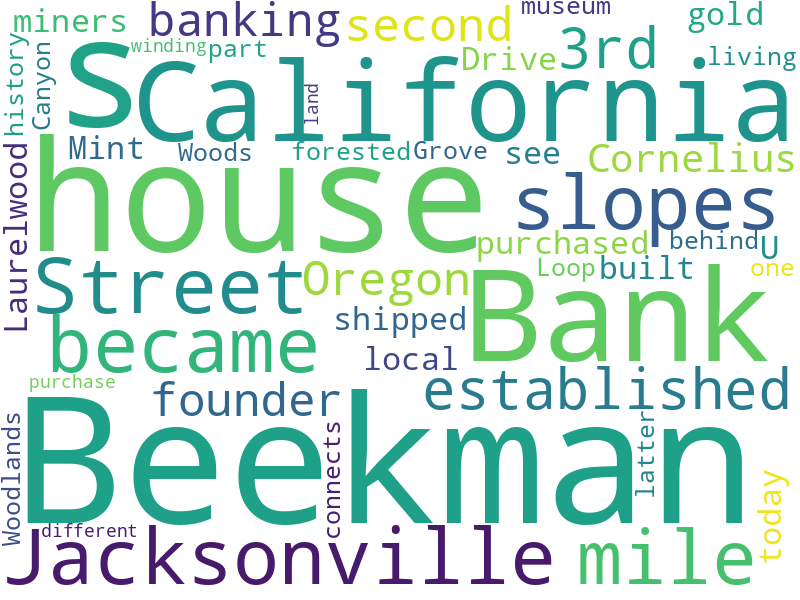 miners
banking
second
museum
gold
winding
part
3rd
Drive
living
history
Canyon
s
California
land
Mint
Woods
forested
Grove
see
Cornelius
Laurelwood
house
slopes
purchased
behind
U
Street
Oregon
Bank
Loop
built
one
became
shipped
local
purchase
founder
established
Woodlands
Beekman
connects
latter
today
different
Jacksonville
mile